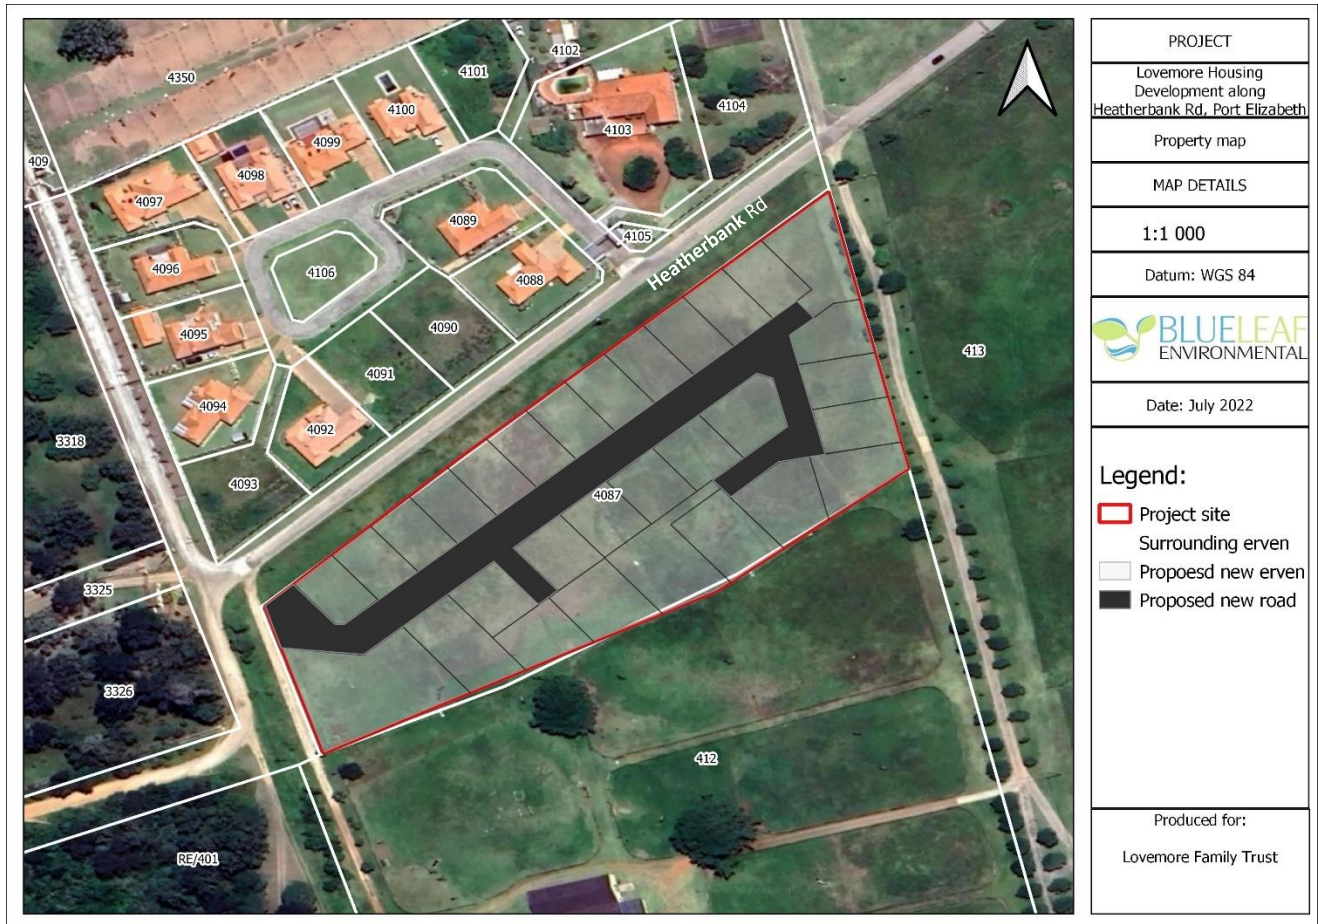 4350
4102
4101
4100
4104
4103
4099
409
4098
4097
4089
4105
4096
4106
4088
Heatherbank Rd
4095
4090
413
4091
4094
4092
3318
4093
4087
3325
3326
412
RE/401
PROJECT
Lovemore Housing
Development along
Heatherbank Rd, Port Elizabeth
Property map
MAP DETAILS
1:1 000
Datum: WGS 84
BLUELEAF
ENVIRONMENTAL
Date: July 2022
Legend:
Project site
Surrounding erven
Propoesd new erven
Proposed new road
Produced for:
Lovemore Family Trust